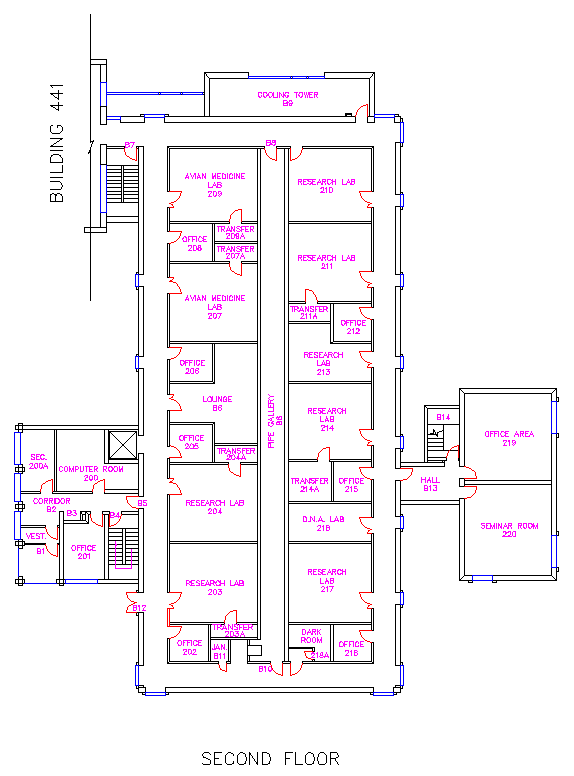 BUILDING 441
COOLING TOWER
B9
B7
B8
AVIAN MEDICINE
LAB
209
RESEARCH LAB
210
TRANSFER
209A
OFFICE
208
TRANSFER
207A
RESEARCH LAB
211
AVIAN MEDICINE
LAB
207
TRANSFER
211A
OFFICE
212
OFFICE
206
RESEARCH
LAB
213
LOUNGE
B6
PIPE GALLERY
B8
RESEARCH
LAB
214
B14
OFFICE
205
TRANSFER
204A
OFFICE AREA
219
SEC.
200A
COMPUTER ROOM
200
TRANSFER
214A
OFFICE
215
HALL
B13
CORRIDOR
B2
B5
B3
B4
RESEARCH LAB
204
D.N.A. LAB
216
SEMINAR ROOM
220
VEST.
B1
OFFICE
201
RESEARCH LAB
203
RESEARCH
LAB
217
B12
TRANSFER
203A
OFFICE
202
JAN.
B11
DARK
ROOM
218A
OFFICE
218
B10
SECOND FLOOR